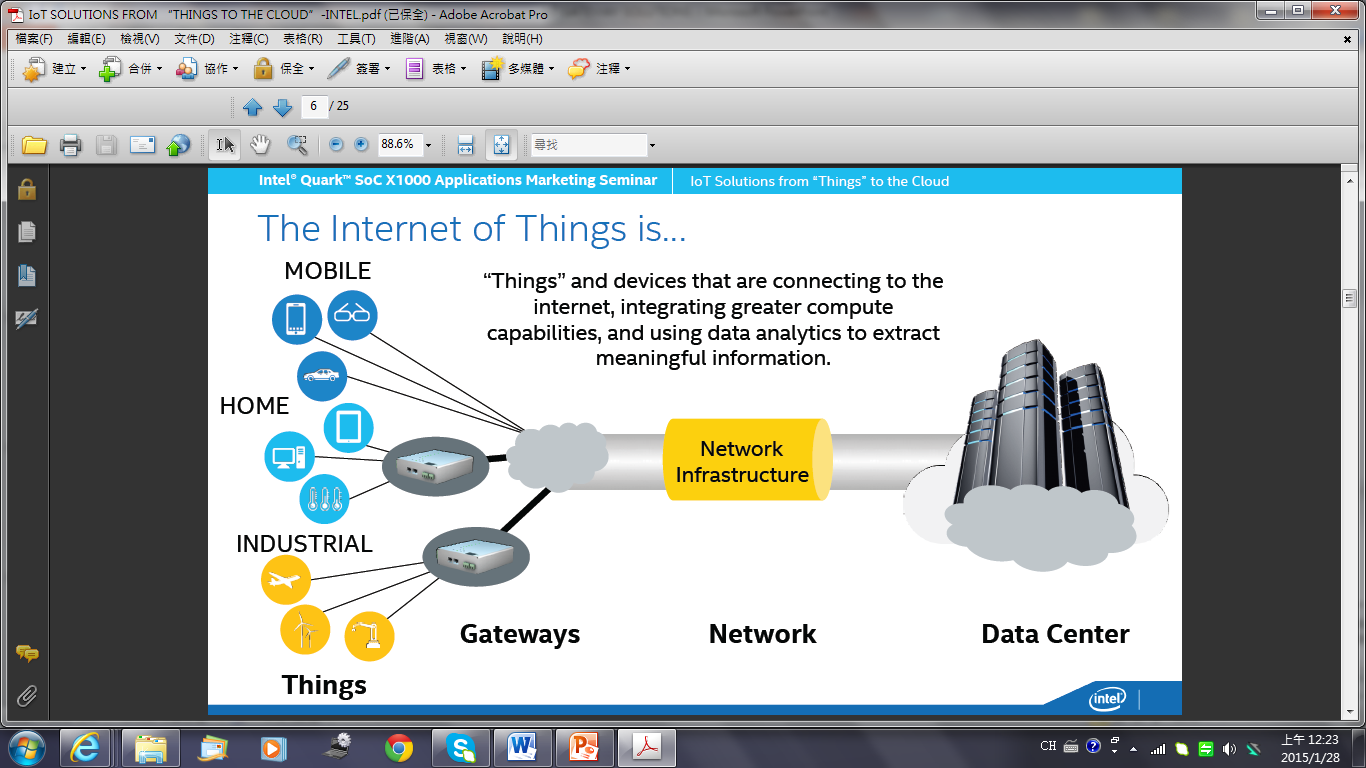 IoT SOLUTIONS FROM “THINGS TO THE CLOUD” -INTEL.pdf (已保全) - Adobe Acrobat Pro
檔案(F) 編輯(E) 檢視(V) 文件(D) 注釋(C) 表格(R) 工具(T) 進階(A) 視窗(W) 說明(H)
建立 合併 協作 保全 簽署 表格 多媒體 注釋
6 / 25
88.6% 尋找
Intel® Quark™ SoC X1000 Applications Marketing Seminar
IoT Solutions from “Things” to the Cloud
The Internet of Things is...
MOBILE
“Things” and devices that are connecting to the
internet, integrating greater compute
capabilities, and using data analytics to extract
meaningful information.
HOME
Network
Infrastructure
INDUSTRIAL
Gateways
Network
Data Center
Things
intel
CH
上午 12:23
2015/1/28